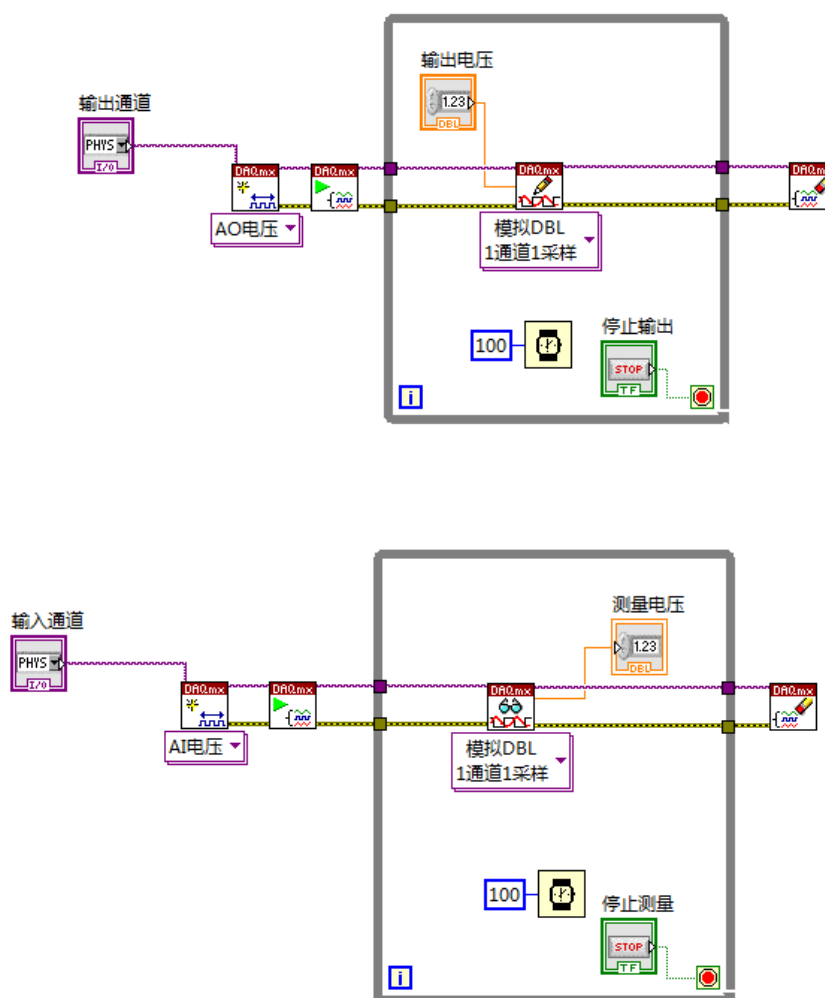 输出电压
1.23
DBL
输出通道
PHYS
I/O
DAQmx
DAQmx
DAQmx
DAQmx
AO电压
模拟DBL
1通道1采样
停止输出
100
STOP
TF
i
测量电压
输入通道
1.23
PHYS
DBL
I/O
DAQmx
DAQmx
DAQmx
DAQmx
AI电压
模拟DBL
1通道1采样
100
停止测量
STOP
TF
i